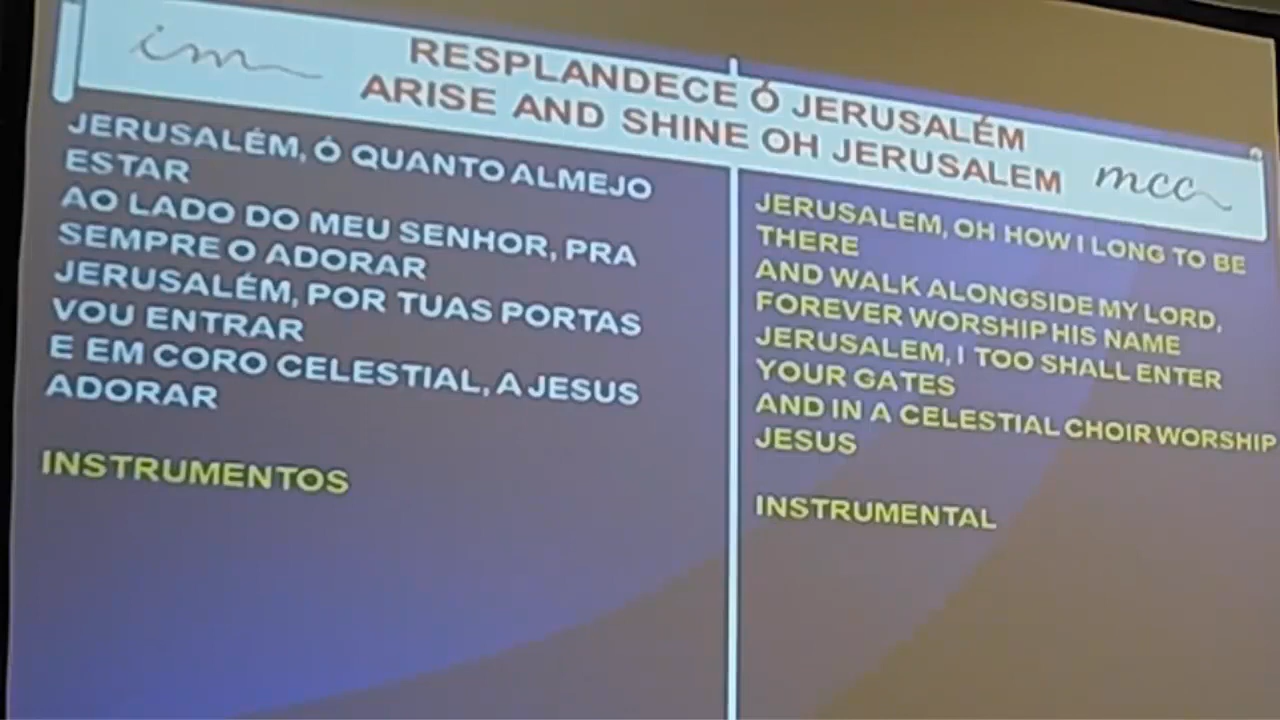 im
RESPLANDECE Ó JERUSALÉM
ARISE AND SHINE OH JERUSALEM
mcc
JERUSALÉM, Ó QUANTO ALMEJO
ESTAR
AO LADO DO MEU SENHOR, PRA
SEMPRE O ADORAR
JERUSALÉM, POR TUAS PORTAS
VOU ENTRAR
E EM CORO CELESTIAL, A JESUS
ADORAR
INSTRUMENTOS
JERUSALEM, OH HOW I LONG TO BE
THERE
AND WALK ALONGSIDE MY LORD,
FOREVER WORSHIP HIS NAME
JERUSALEM, I TOO SHALL ENTER
YOUR GATES
AND IN A CELESTIAL CHOIR WORSHIP
JESUS
INSTRUMENTAL